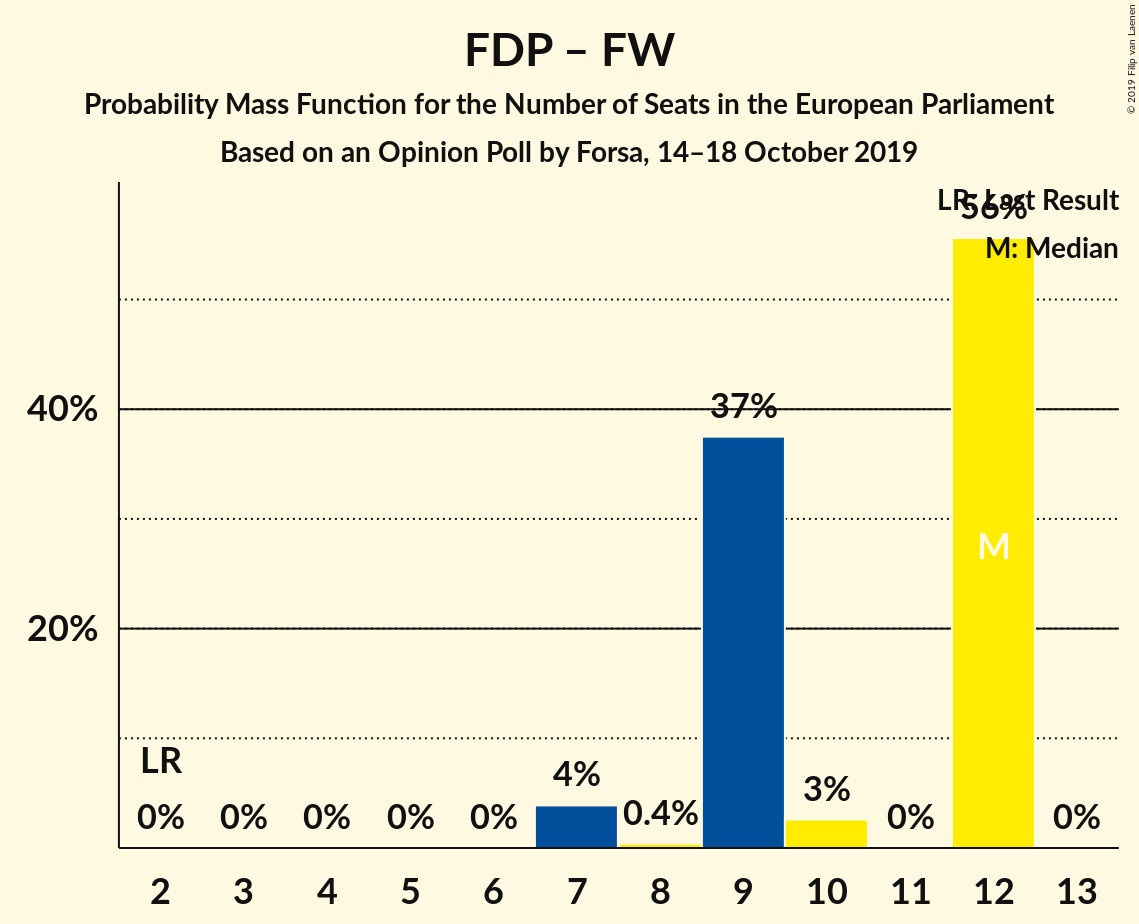 FDP – FW
Probability Mass Function for the Number of Seats in the European Parliament
Based on an Opinion Poll by Forsa, 14–18 October 2019
© 2019 Filip van Laenen
LR: Last Result
M: Median
56%
40%
37%
M
20%
LR
0% 0% 0% 0% 0% 4% 0.4% 3% 0% 0%
2 3 4 5 6 7 8 9 10 11 12 13